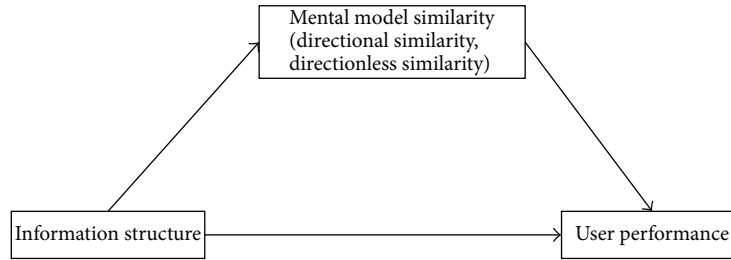 Mental model similarity
(directional similarity,
directionless similarity)
Information structure
User performance